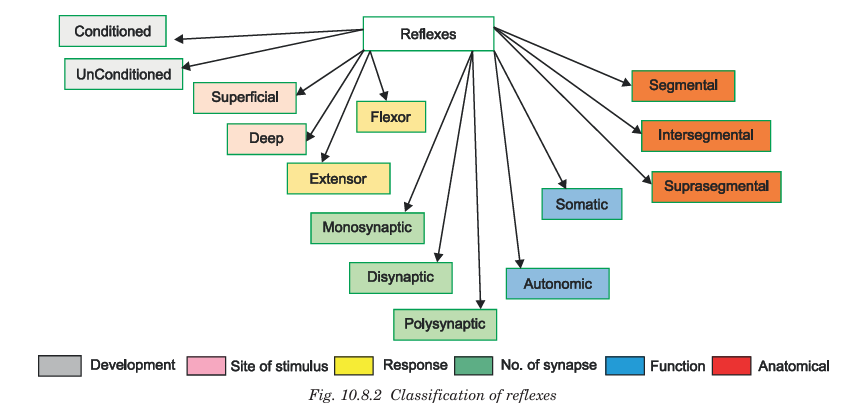 Conditioned
Reflexes
UnConditioned
Superficial
Segmental
Flexor
Deep
Intersegmental
Extensor
Suprasegmental
Somatic
Monosynaptic
Disynaptic
Autonomic
Polysynaptic
Development Site of stimulus Response No. of synapse Function Anatomical
Fig. 10.8.2 Classification of reflexes